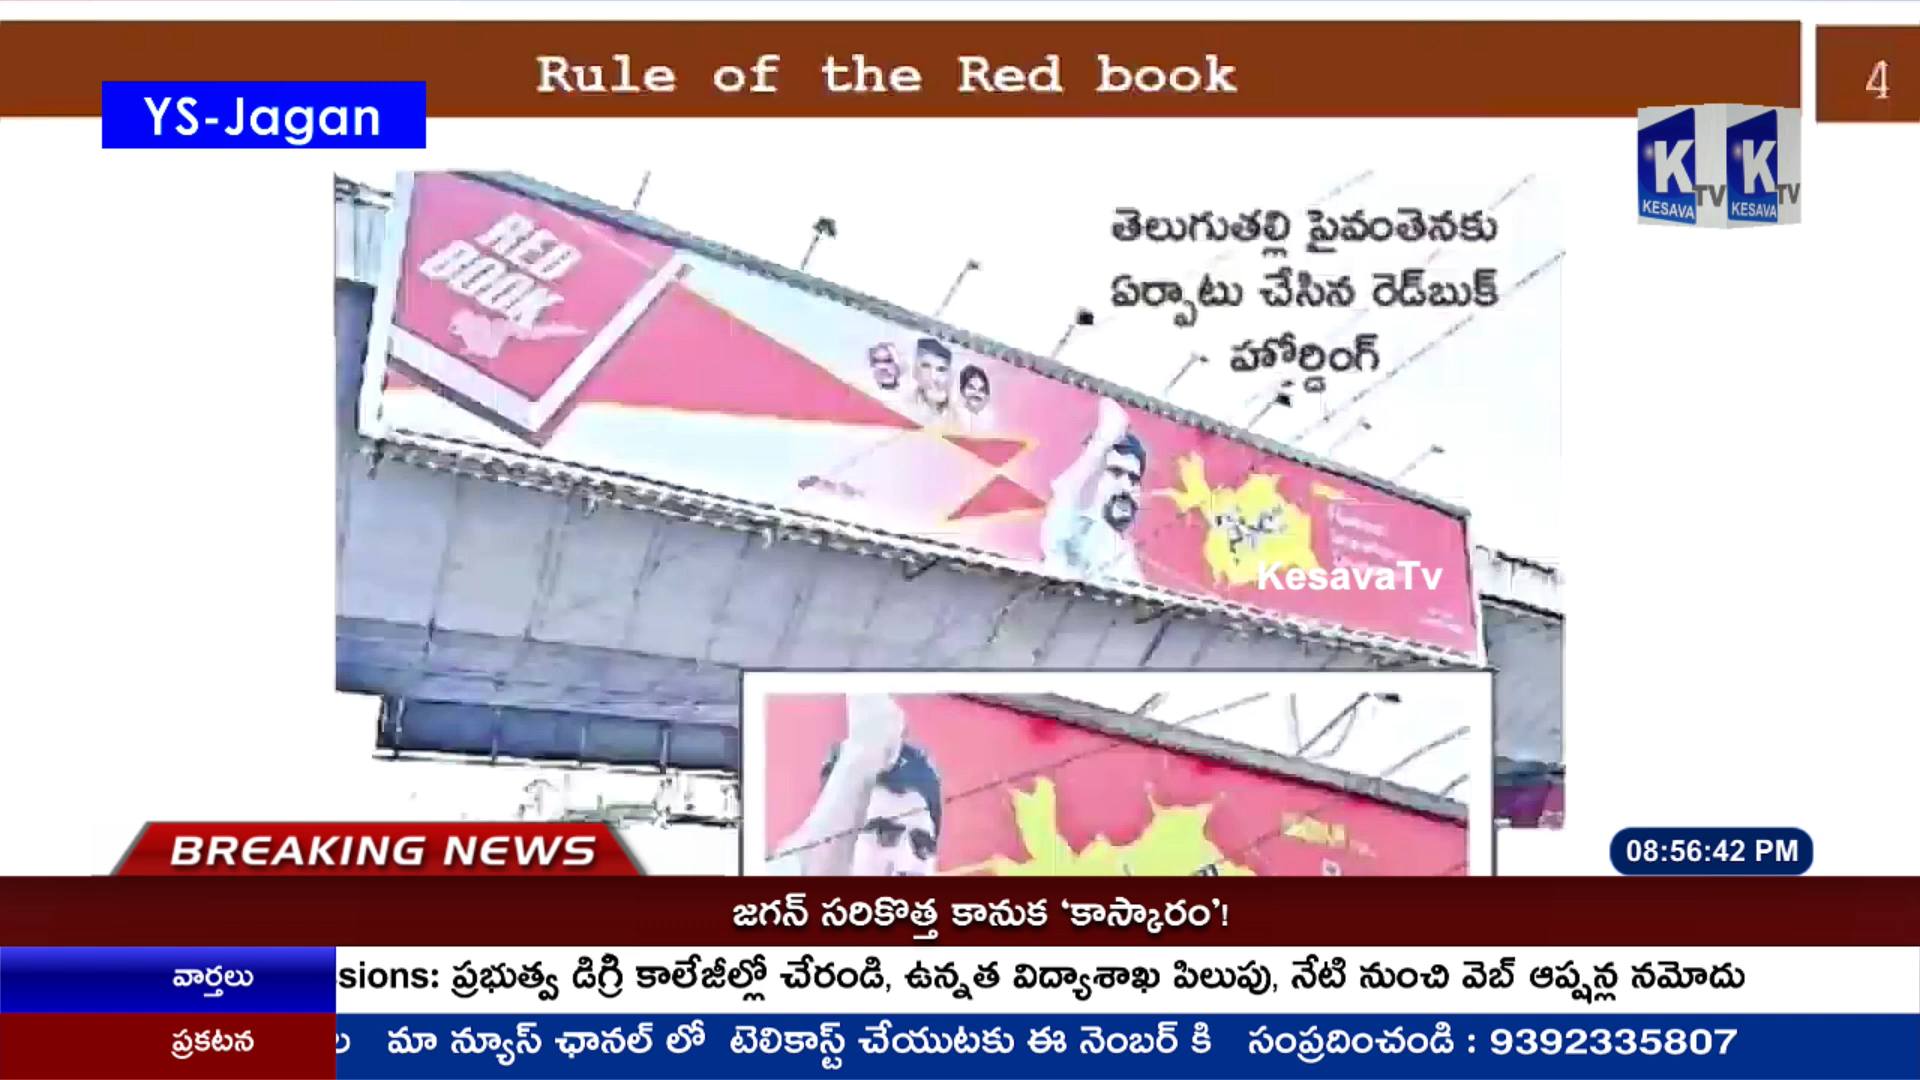 Rule of the Red book
4
YS-Jagan
K TV KESAVA
K TV KESAVA
తెలుగుతల్లి పైవంతెనకు
ఏర్పాటు చేసిన రెడ్‌బుక్
హోర్డింగ్
RED
BOOK
KesavaTv
BREAKING NEWS
08:56:42 PM
జగన్ సరికొత్త కానుక ‘కాస్కారం’!
వార్తలు
sions: ప్రభుత్వ డిగ్రీ కాలేజీల్లో చేరండి, ఉన్నత విద్యాశాఖ పిలుపు, నేటి నుంచి వెబ్ ఆప్షన్ల నమోదు
ప్రకటన
ల మా న్యూస్ ఛానల్ లో టెలికాస్ట్ చేయుటకు ఈ నెంబర్ కి సంప్రదించండి : 9392335807